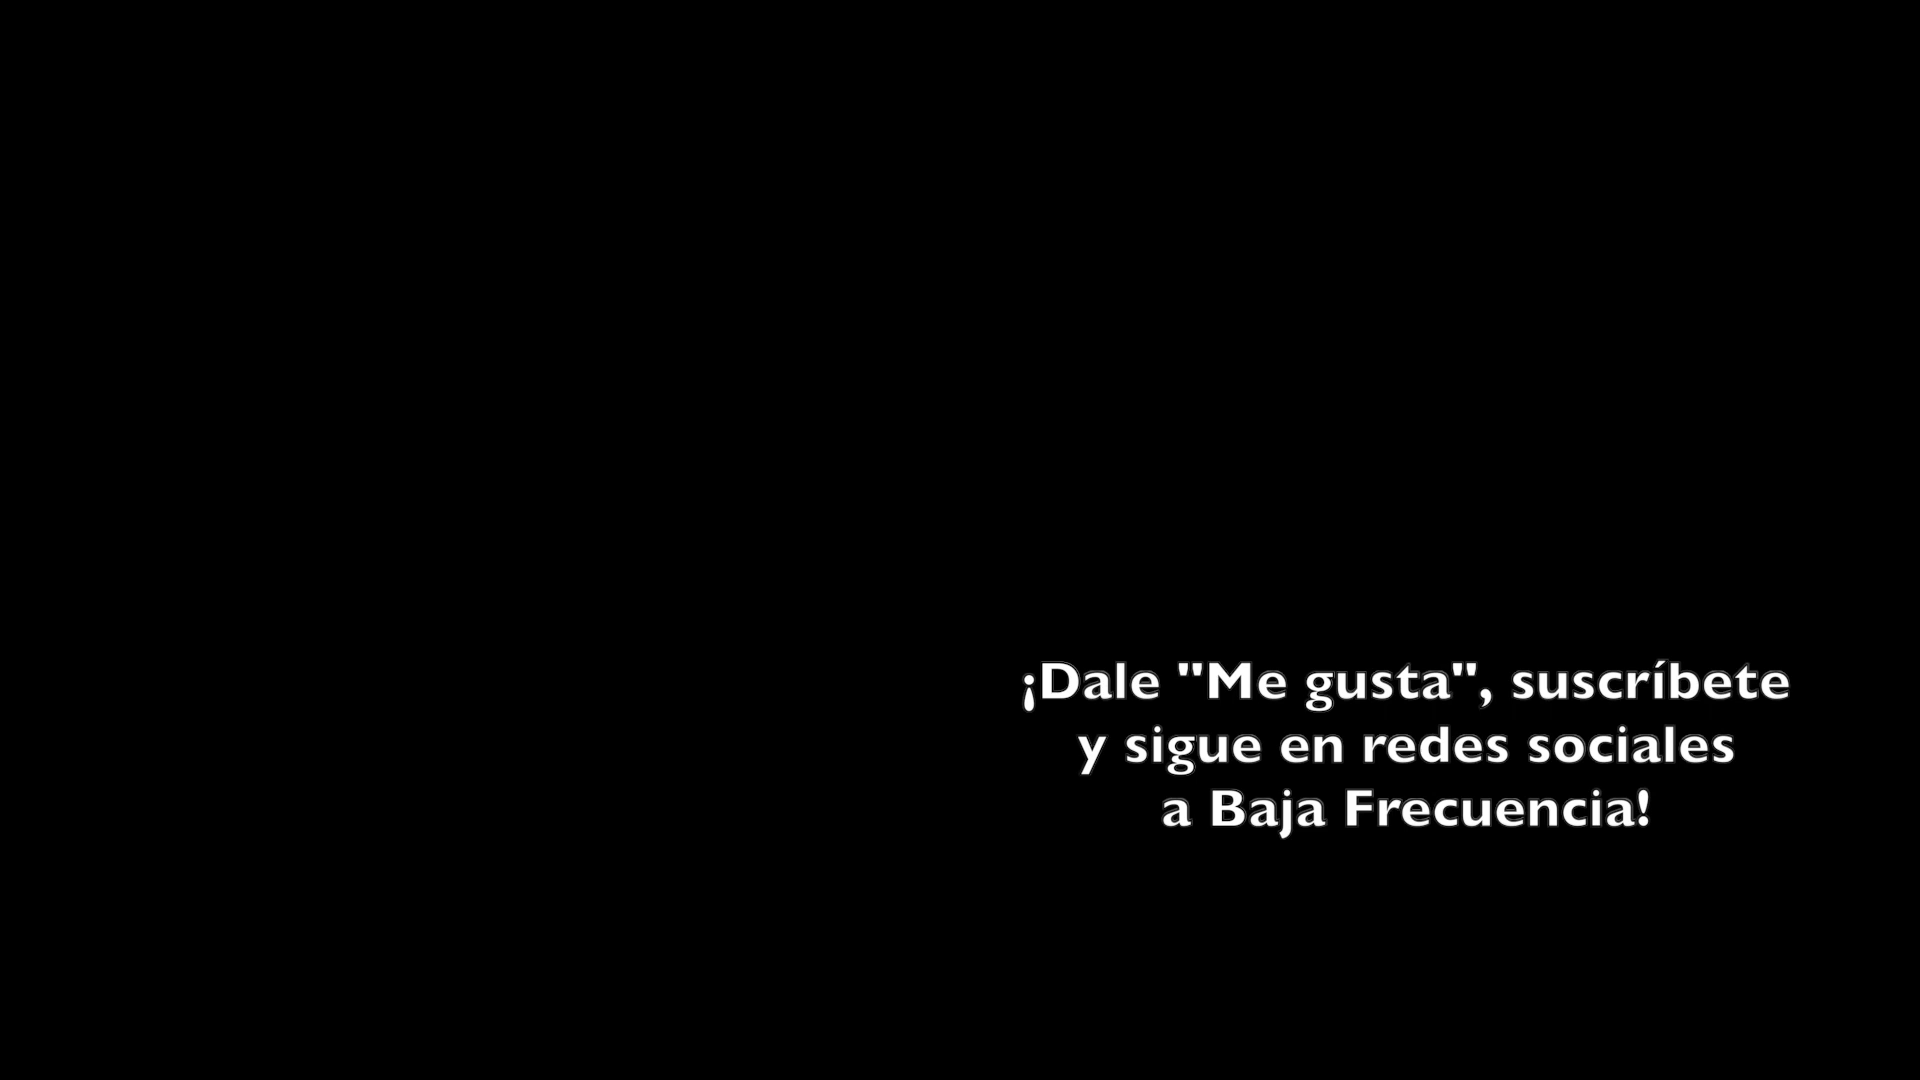 ¡Dale "Me gusta", suscríbete
y sigue en redes sociales
a Baja Frecuencia!